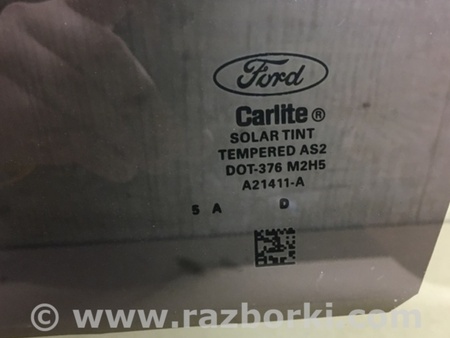 Ford
Carlite®
SOLAR TINT
TEMPERED AS2
DOT-376 M2H5
A21411-A
5 A D
© www.razborki.com